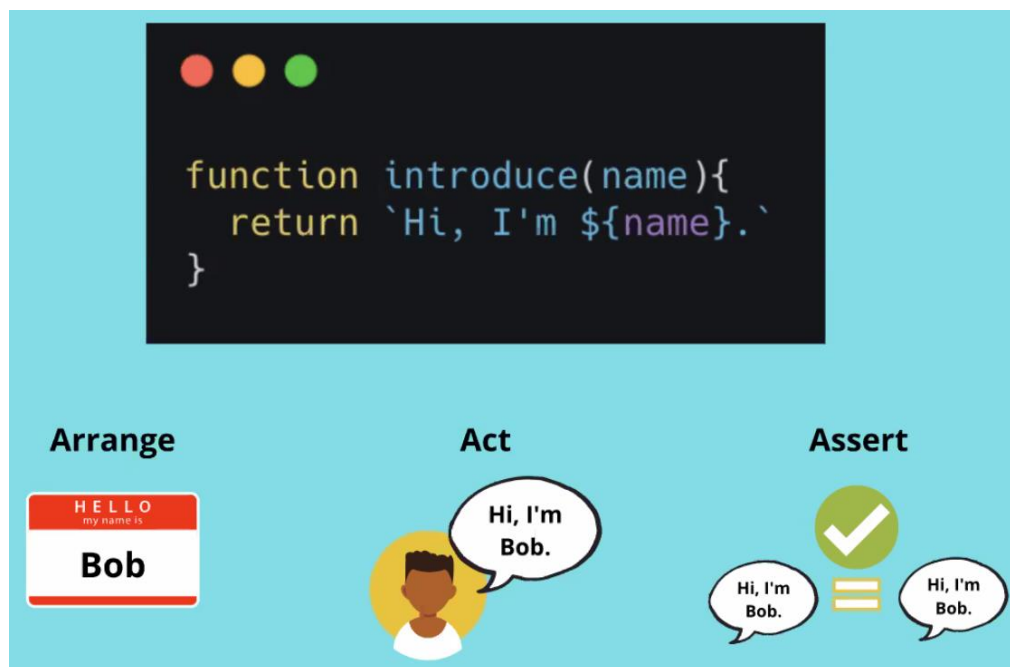 function introduce(name){
  return `Hi, I'm ${name}.`
}
Arrange
Act
Assert
HELLO
my name is
Bob
Hi, I'm
Bob.
Hi, I'm
Bob.
Hi, I'm
Bob.